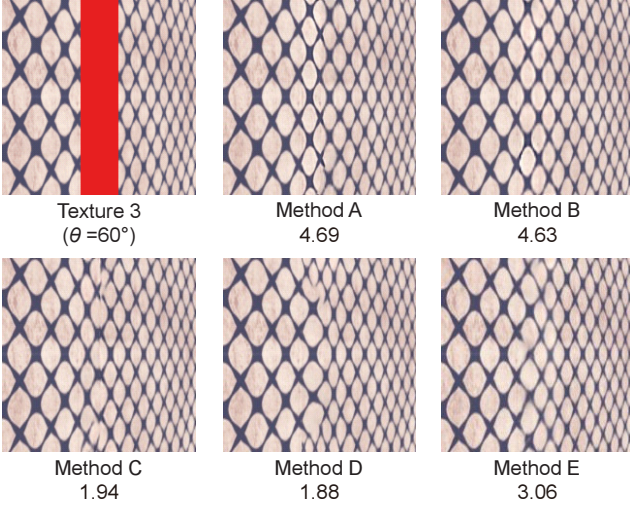 Texture 3
(θ =60°)
Method A
4.69
Method B
4.63
Method C
1.94
Method D
1.88
Method E
3.06